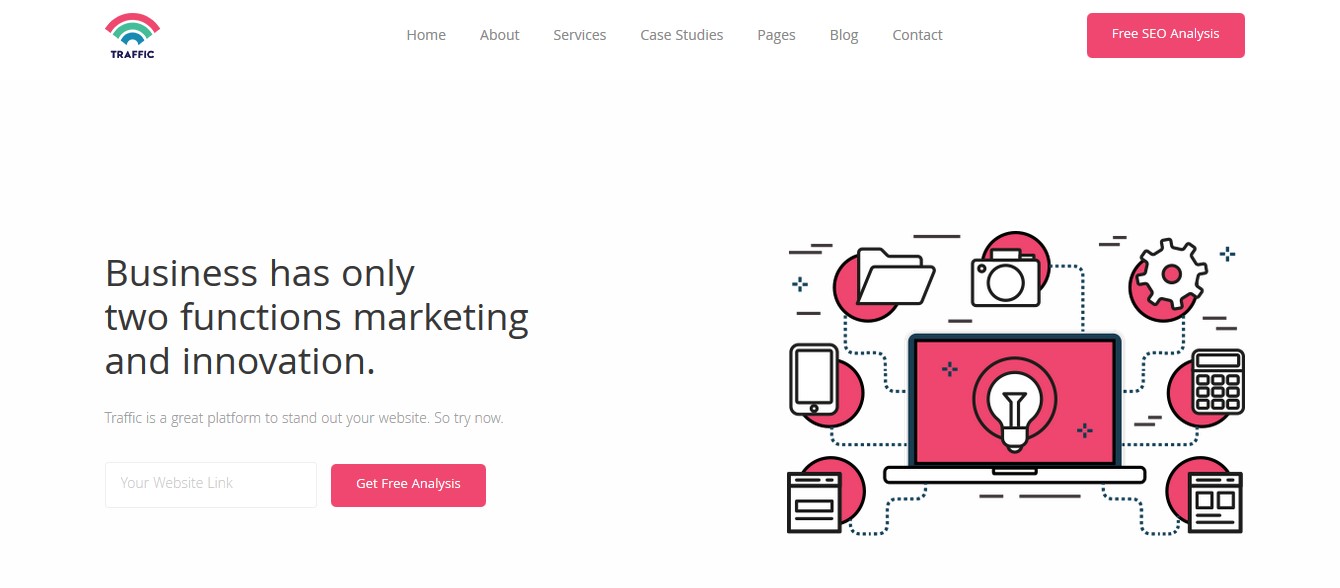 TRAFFIC
Home About Services Case Studies Pages Blog Contact
Free SEO Analysis
Business has only
two functions marketing
and innovation.
Traffic is a great platform to stand out your website. So try now.
Your Website Link
Get Free Analysis